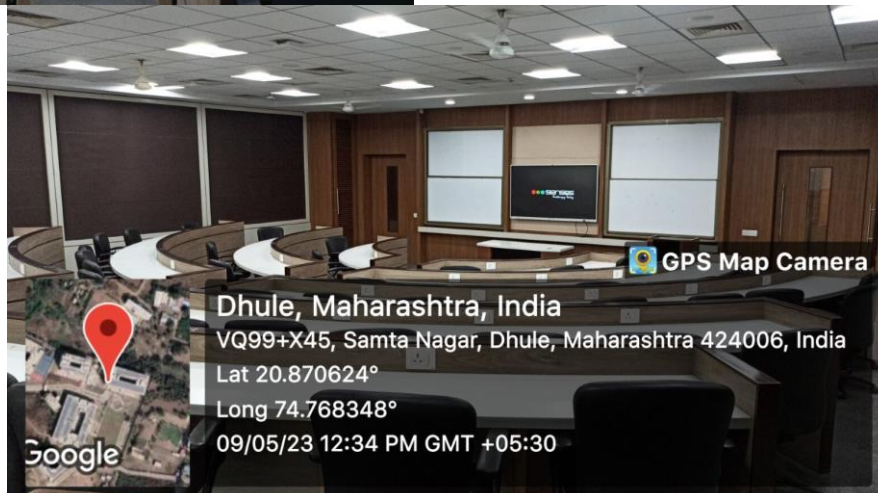 GPS Map Camera
Dhule, Maharashtra, India
VQ99+X45, Samta Nagar, Dhule, Maharashtra 424006, India
Lat 20.870624°
Long 74.768348°
09/05/23 12:34 PM GMT +05:30
Google